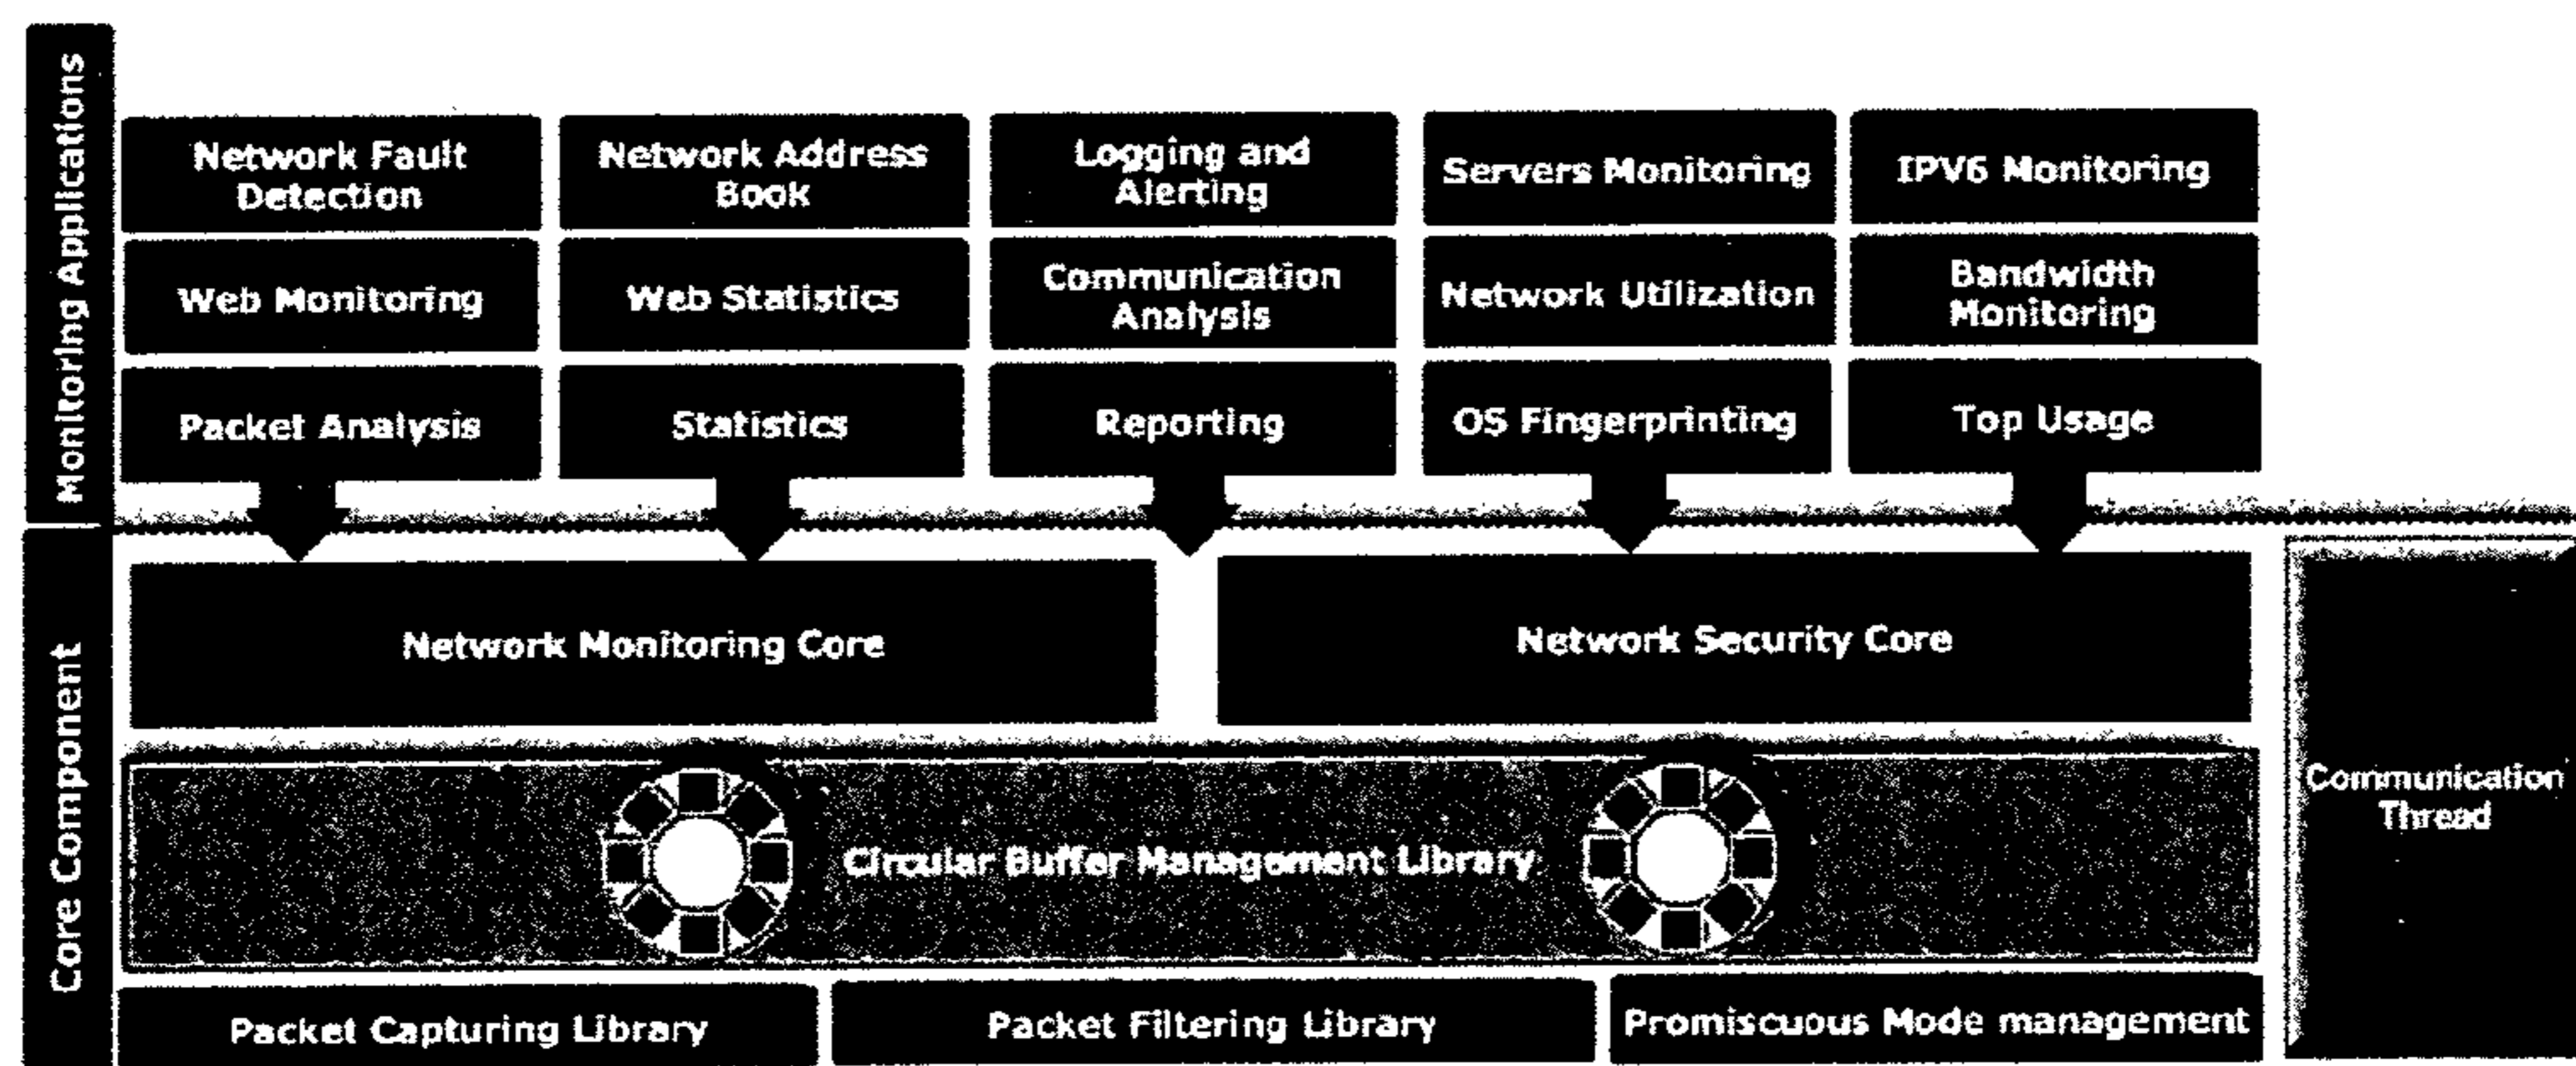 Monitoring Applications
Network Fault
Detection
Network Address
Book
Logging and
Alerting
Servers Monitoring
IPV6 Monitoring
Web Monitoring
Web Statistics
Communication
Analysis
Network Utilization
Bandwidth
Monitoring
Packet Analysis
Statistics
Reporting
OS Fingerprinting
Top Usage
Core Component
Network Monitoring Core
Network Security Core
Circular Buffer Management Library
Communication
Thread
Packet Capturing Library
Packet Filtering Library
Promiscuous Mode management